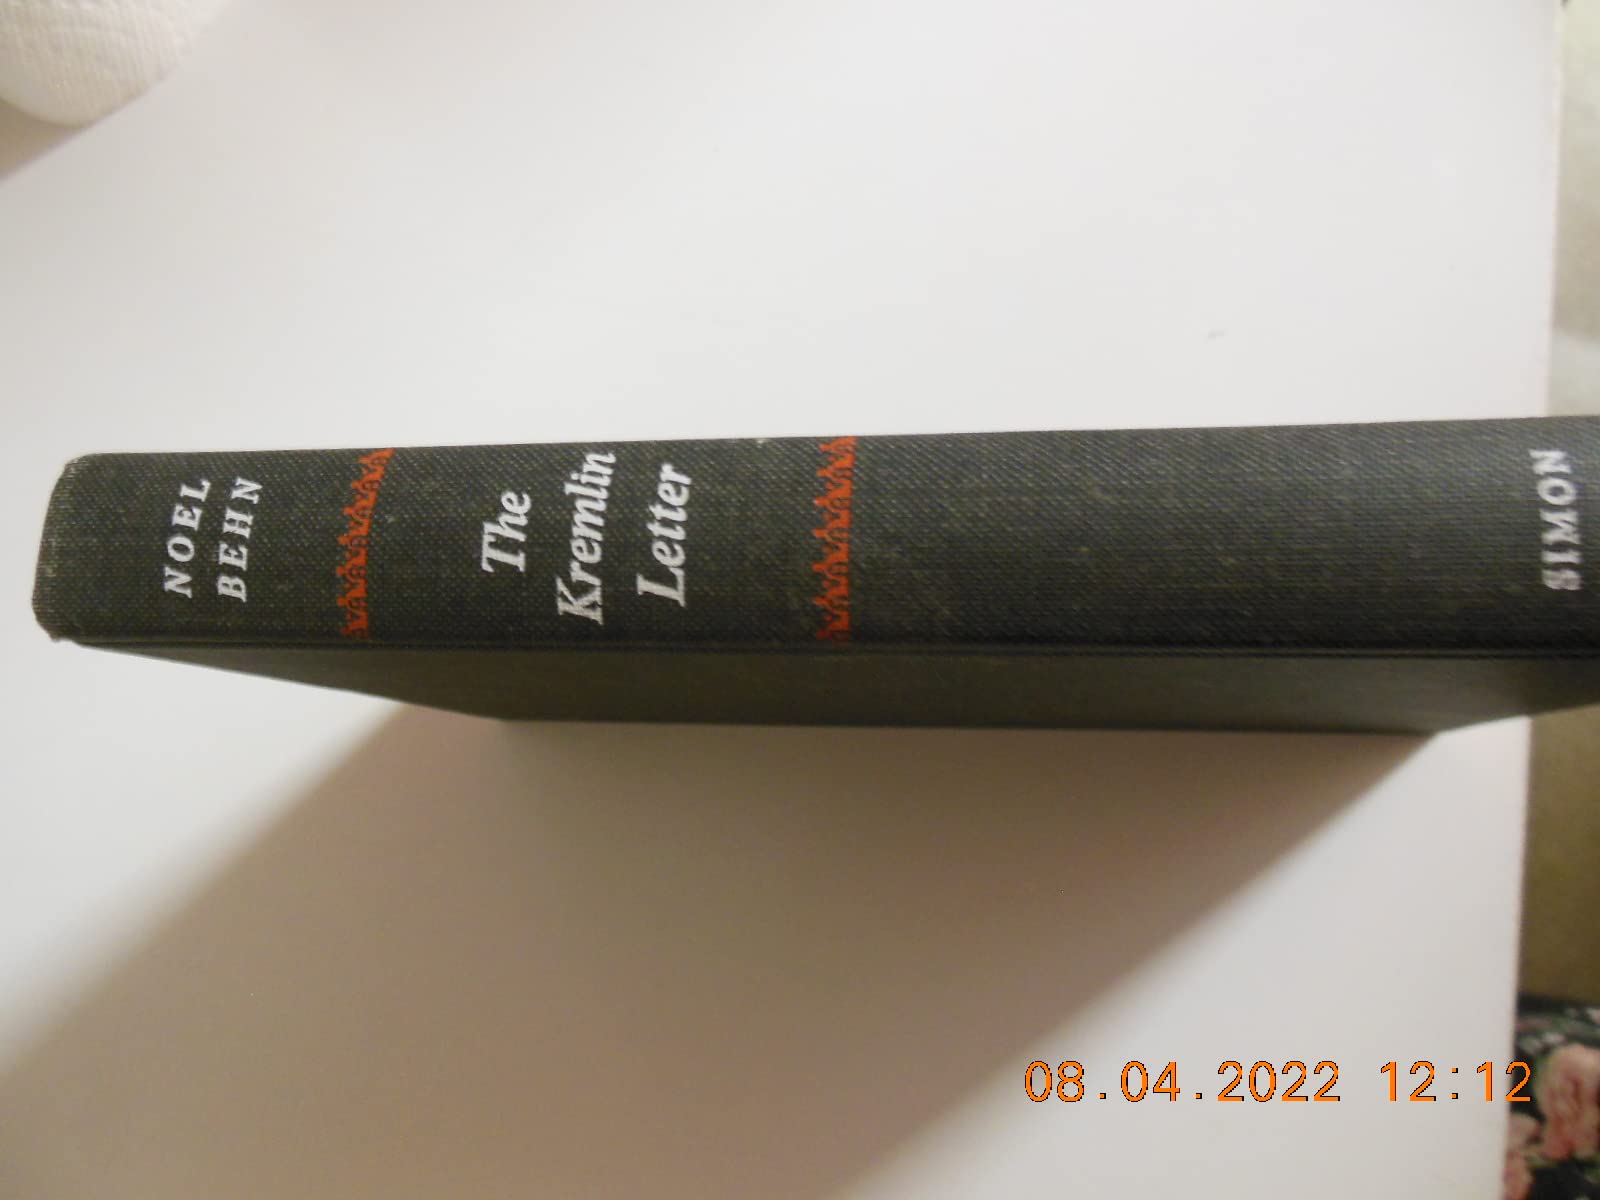 NOEL
BEHN
The
Kremlin
Letter
SIMON
08.04.2022 12:12